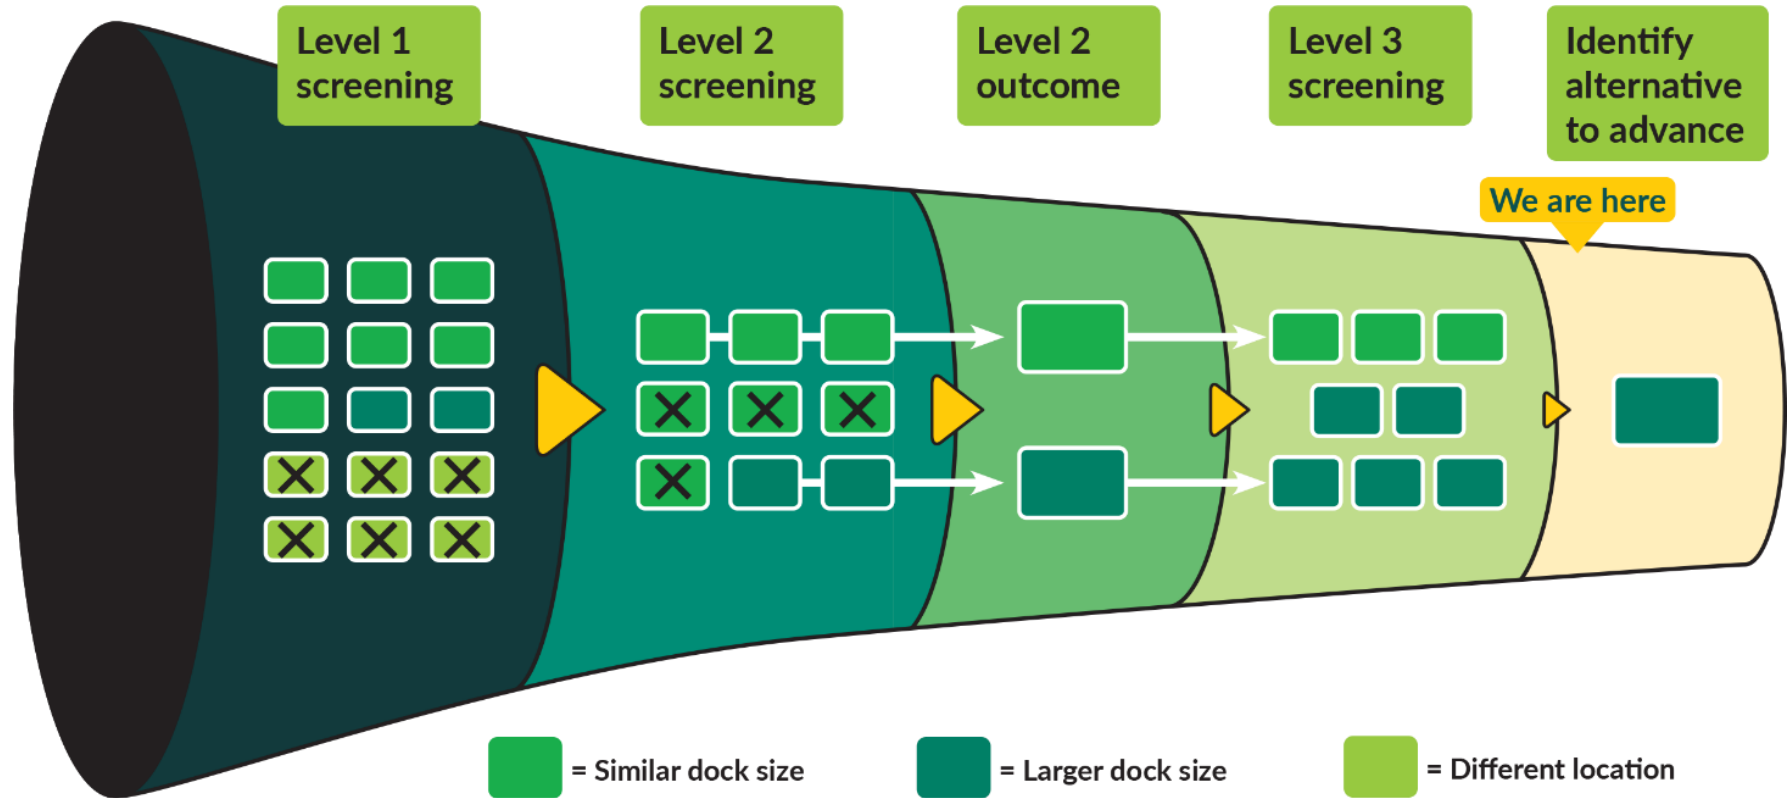 Level 1
screening
Level 2
screening
Level 2
outcome
Level 3
screening
Identify
alternative
to advance
We are here
= Similar dock size
= Larger dock size
= Different location